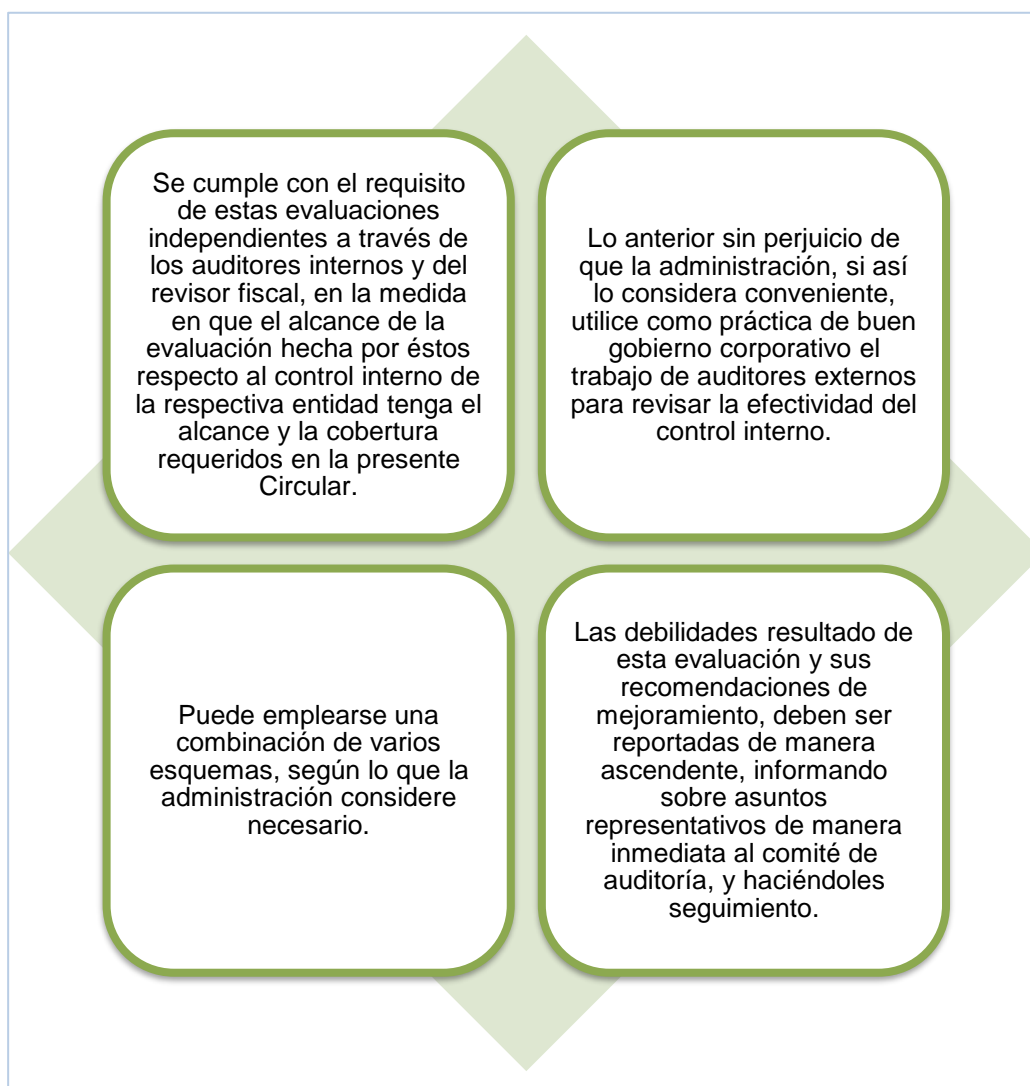 Se cumple con el requisito
de estas evaluaciones
independientes a través de
los auditores internos y del
revisor fiscal, en la medida
en que el alcance de la
evaluación hecha por éstos
respecto al control interno de
la respectiva entidad tenga el
alcance y la cobertura
requeridos en la presente
Circular.
Lo anterior sin perjuicio de
que la administración, si así
lo considera conveniente,
utilice como práctica de buen
gobierno corporativo el
trabajo de auditores externos
para revisar la efectividad del
control interno.
Puede emplearse una
combinación de varios
esquemas, según lo que la
administración considere
necesario.
Las debilidades resultado de
esta evaluación y sus
recomendaciones de
mejoramiento, deben ser
reportadas de manera
ascendente, informando
sobre asuntos
representativos de manera
inmediata al comité de
auditoría, y haciéndoles
seguimiento.